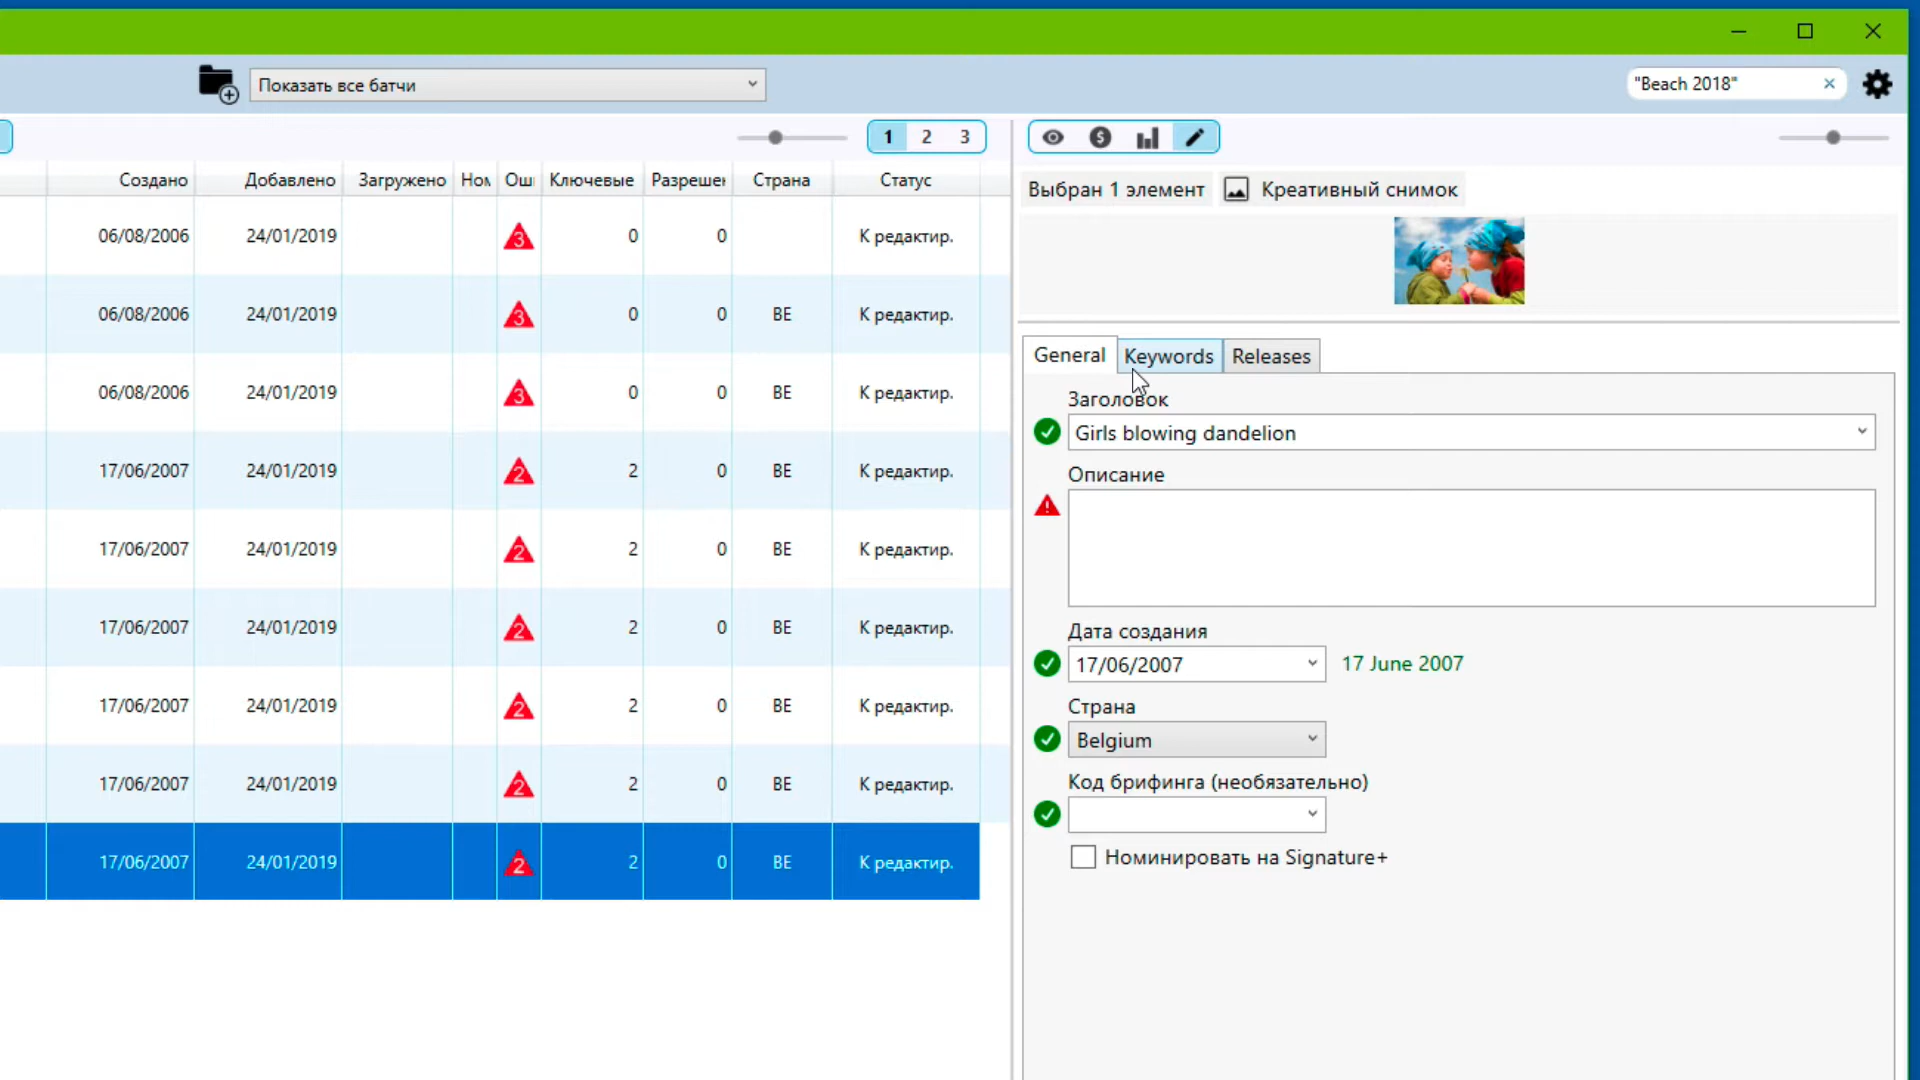 Показать все батчи
"Beach 2018"
1 2 3
Создано Добавлено Загружено Ном Ош Ключевые Разрешен Страна Статус
06/08/2006 24/01/2019 3 0 0 К редактир.
06/08/2006 24/01/2019 3 0 0 BE К редактир.
06/08/2006 24/01/2019 3 0 0 BE К редактир.
17/06/2007 24/01/2019 2 2 0 BE К редактир.
17/06/2007 24/01/2019 2 2 0 BE К редактир.
17/06/2007 24/01/2019 2 2 0 BE К редактир.
17/06/2007 24/01/2019 2 2 0 BE К редактир.
17/06/2007 24/01/2019 2 2 0 BE К редактир.
17/06/2007 24/01/2019 2 2 0 BE К редактир.
Выбран 1 элемент Креативный снимок
General Keywords Releases
Заголовок
Girls blowing dandelion
Описание
Дата создания
17/06/2007 17 June 2007
Страна
Belgium
Код брифинга (необязательно)
Номинировать на Signature+